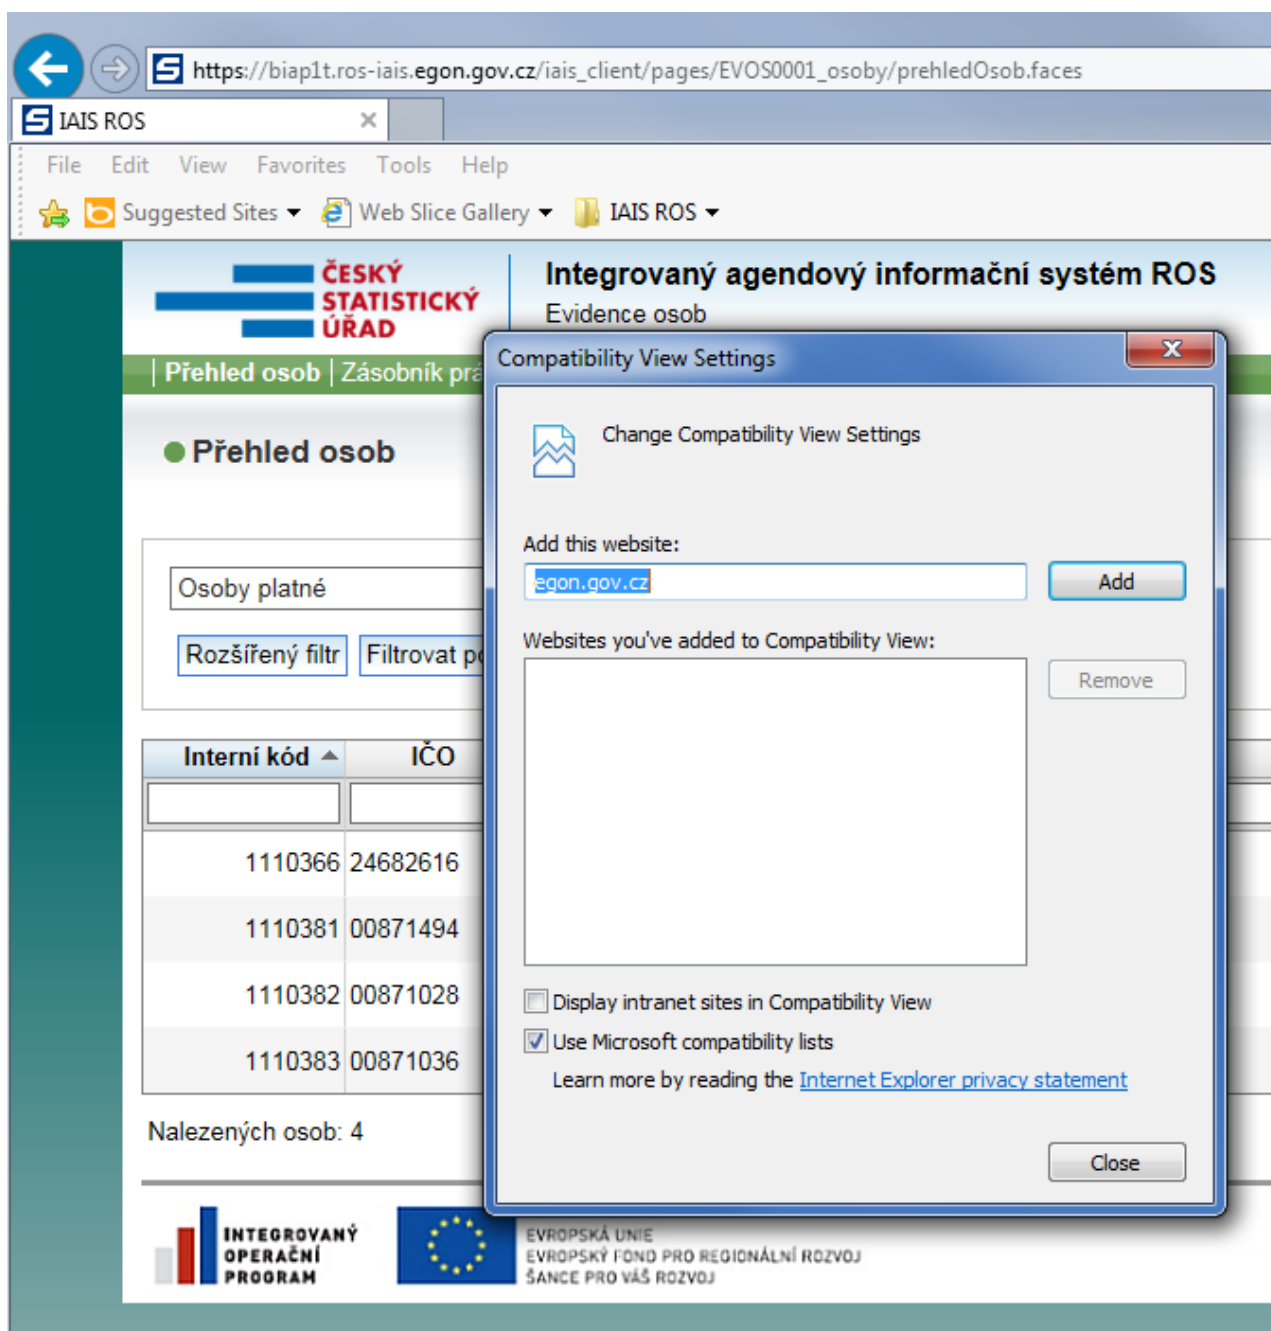 https://biap1t.ros-iais.egon.gov.cz/iais_client/pages/EVOS0001_osoby/prehledOsob.faces
IAIS ROS
File Edit View Favorites Tools Help
Suggested Sites Web Slice Gallery IAIS ROS
ČESKÝ
STATISTICKÝ
ÚŘAD
Integrovaný agendový informační systém ROS
Evidence osob
Přehled osob | Zásobník prá
Přehled osob
Osoby platné
Rozšířený filtr Filtrovat po
Interní kód IČO
1110366 24682616
1110381 00871494
1110382 00871028
1110383 00871036
Nalezených osob: 4
Compatibility View Settings
Change Compatibility View Settings
Add this website:
egon.gov.cz Add
Websites you've added to Compatibility View:
Remove
Display intranet sites in Compatibility View
Use Microsoft compatibility lists
Learn more by reading the Internet Explorer privacy statement
Close
INTEGROVANÝ
OPERAČNÍ
PROGRAM
EVROPSKÁ UNIE
EVROPSKÝ FOND PRO REGIONÁLNÍ ROZVOJ
ŠANCE PRO VÁŠ ROZVOJ